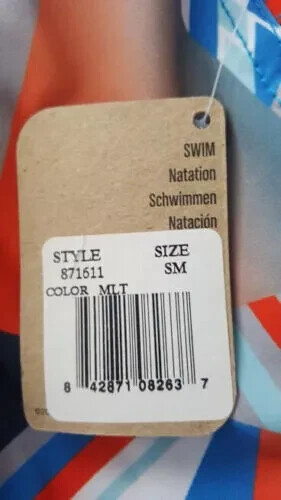 SWIM
Natation
Schwimmen
Natación
STYLE SIZE
871611 SM
COLOR MLT
8 42871 08263 7